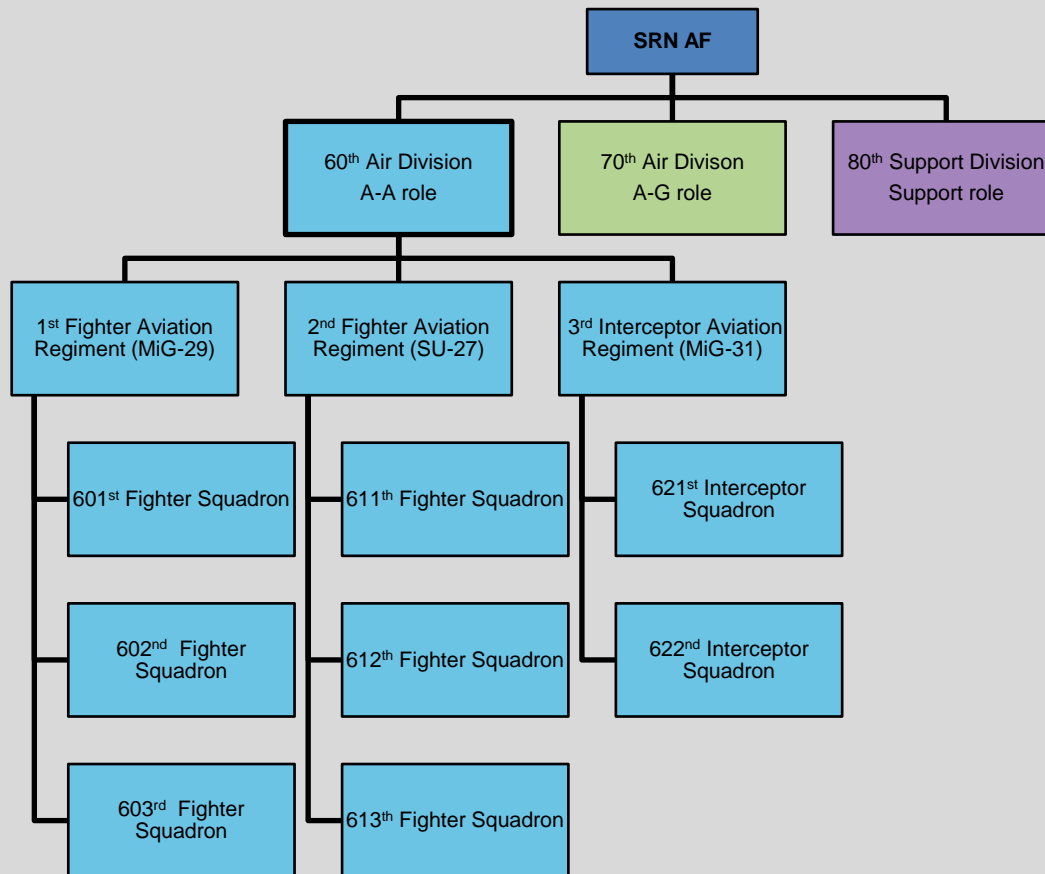 SRN AF
60th Air Division
A-A role
70th Air Divison
A-G role
80th Support Division
Support role
1st Fighter Aviation
Regiment (MiG-29)
2nd Fighter Aviation
Regiment (SU-27)
3rd Interceptor Aviation
Regiment (MiG-31)
601st Fighter Squadron
611th Fighter Squadron
621st Interceptor
Squadron
602nd  Fighter
Squadron
612th Fighter Squadron
622nd Interceptor
Squadron
603rd  Fighter
Squadron
613th Fighter Squadron